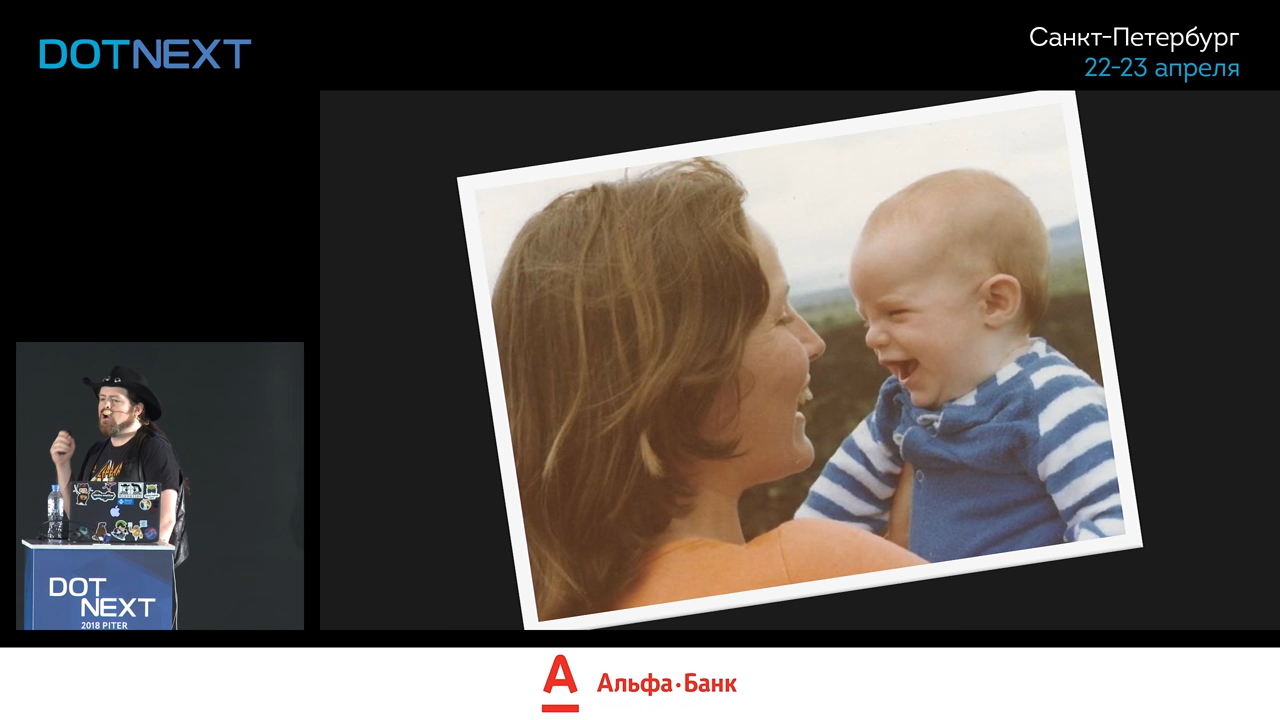 DOTNEXT
Санкт-Петербург
22-23 апреля
DOT
NEXT
2018 PITER
А
Альфа·Банк